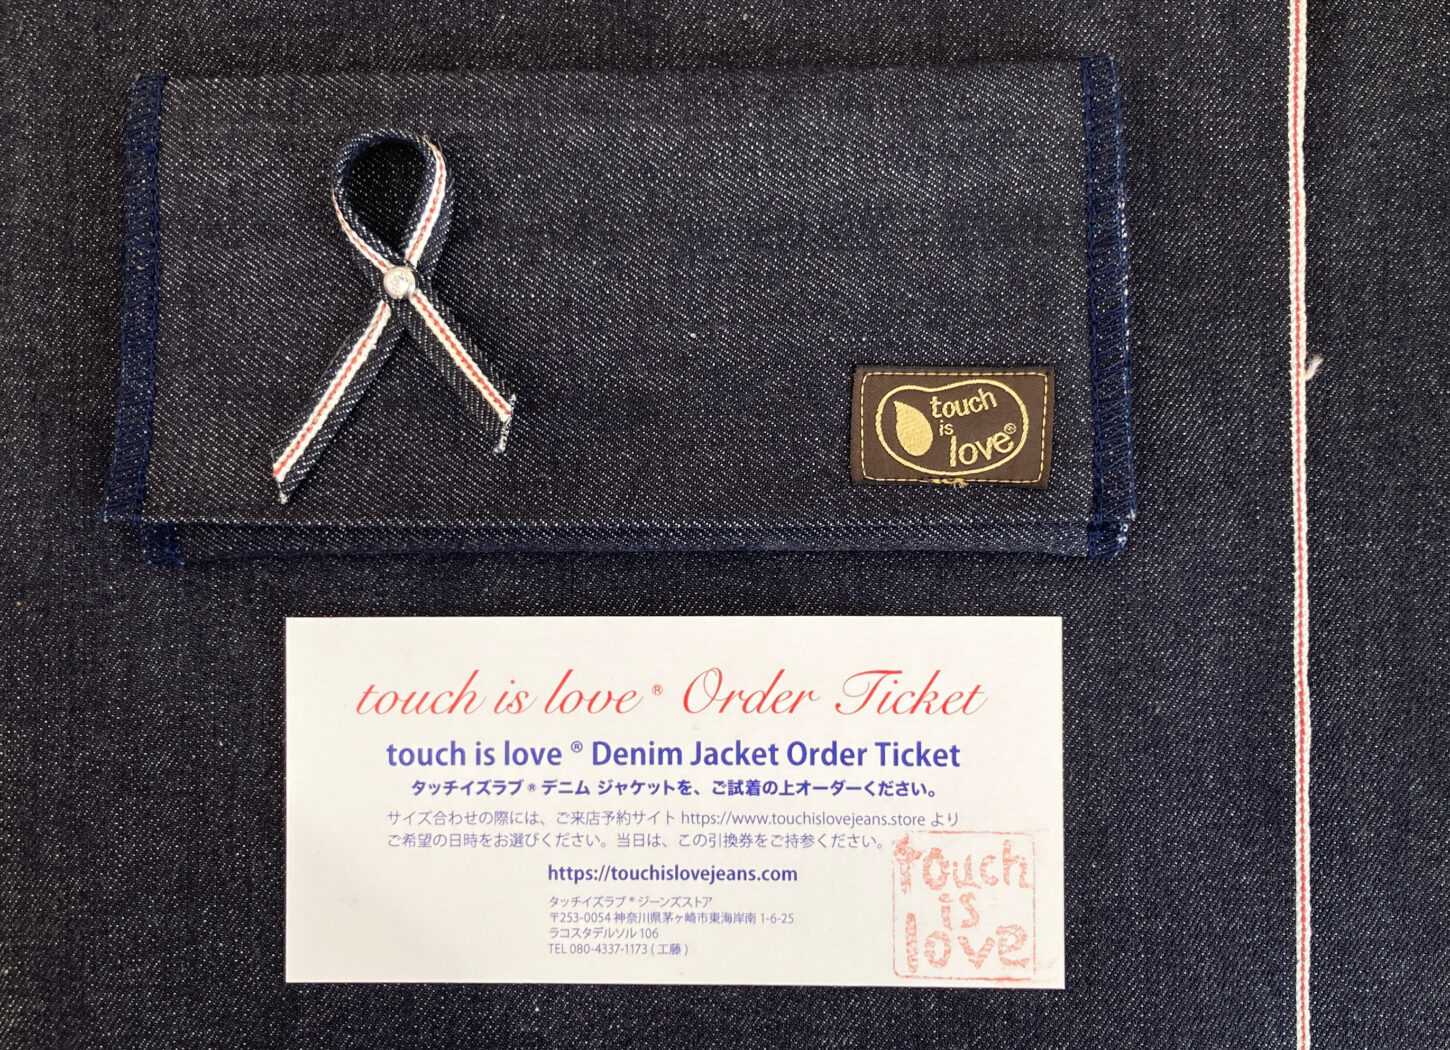 touch
is
love®
touch is love® Order Ticket
touch is love® Denim Jacket Order Ticket
タッチイズラブ® デニム ジャケットを、ご試着の上オーダーください。
サイズ合わせの際には、ご来店予約サイト https://www.touchislovejeans.store より
ご希望の日時をお選びください。当日は、この引換券をご持参ください。
https://touchislovejeans.com
タッチイズラブ® ジーンズストア
〒253-0054 神奈川県茅ヶ崎市東海岸南 1-6-25
ラコスタデルソル 106
TEL 080-4337-1173 ( 工藤 )
touch
is
love